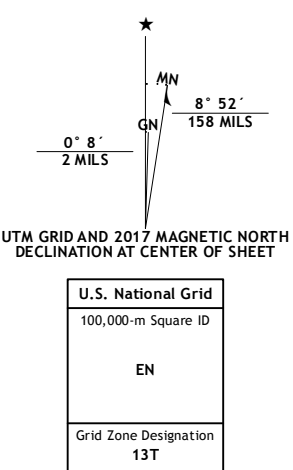 ★
MN
8° 52´
158 MILS
GN
0° 8´
2 MILS
UTM GRID AND 2017 MAGNETIC NORTH
DECLINATION AT CENTER OF SHEET
U.S. National Grid
100,000-m Square ID
EN
Grid Zone Designation
13T